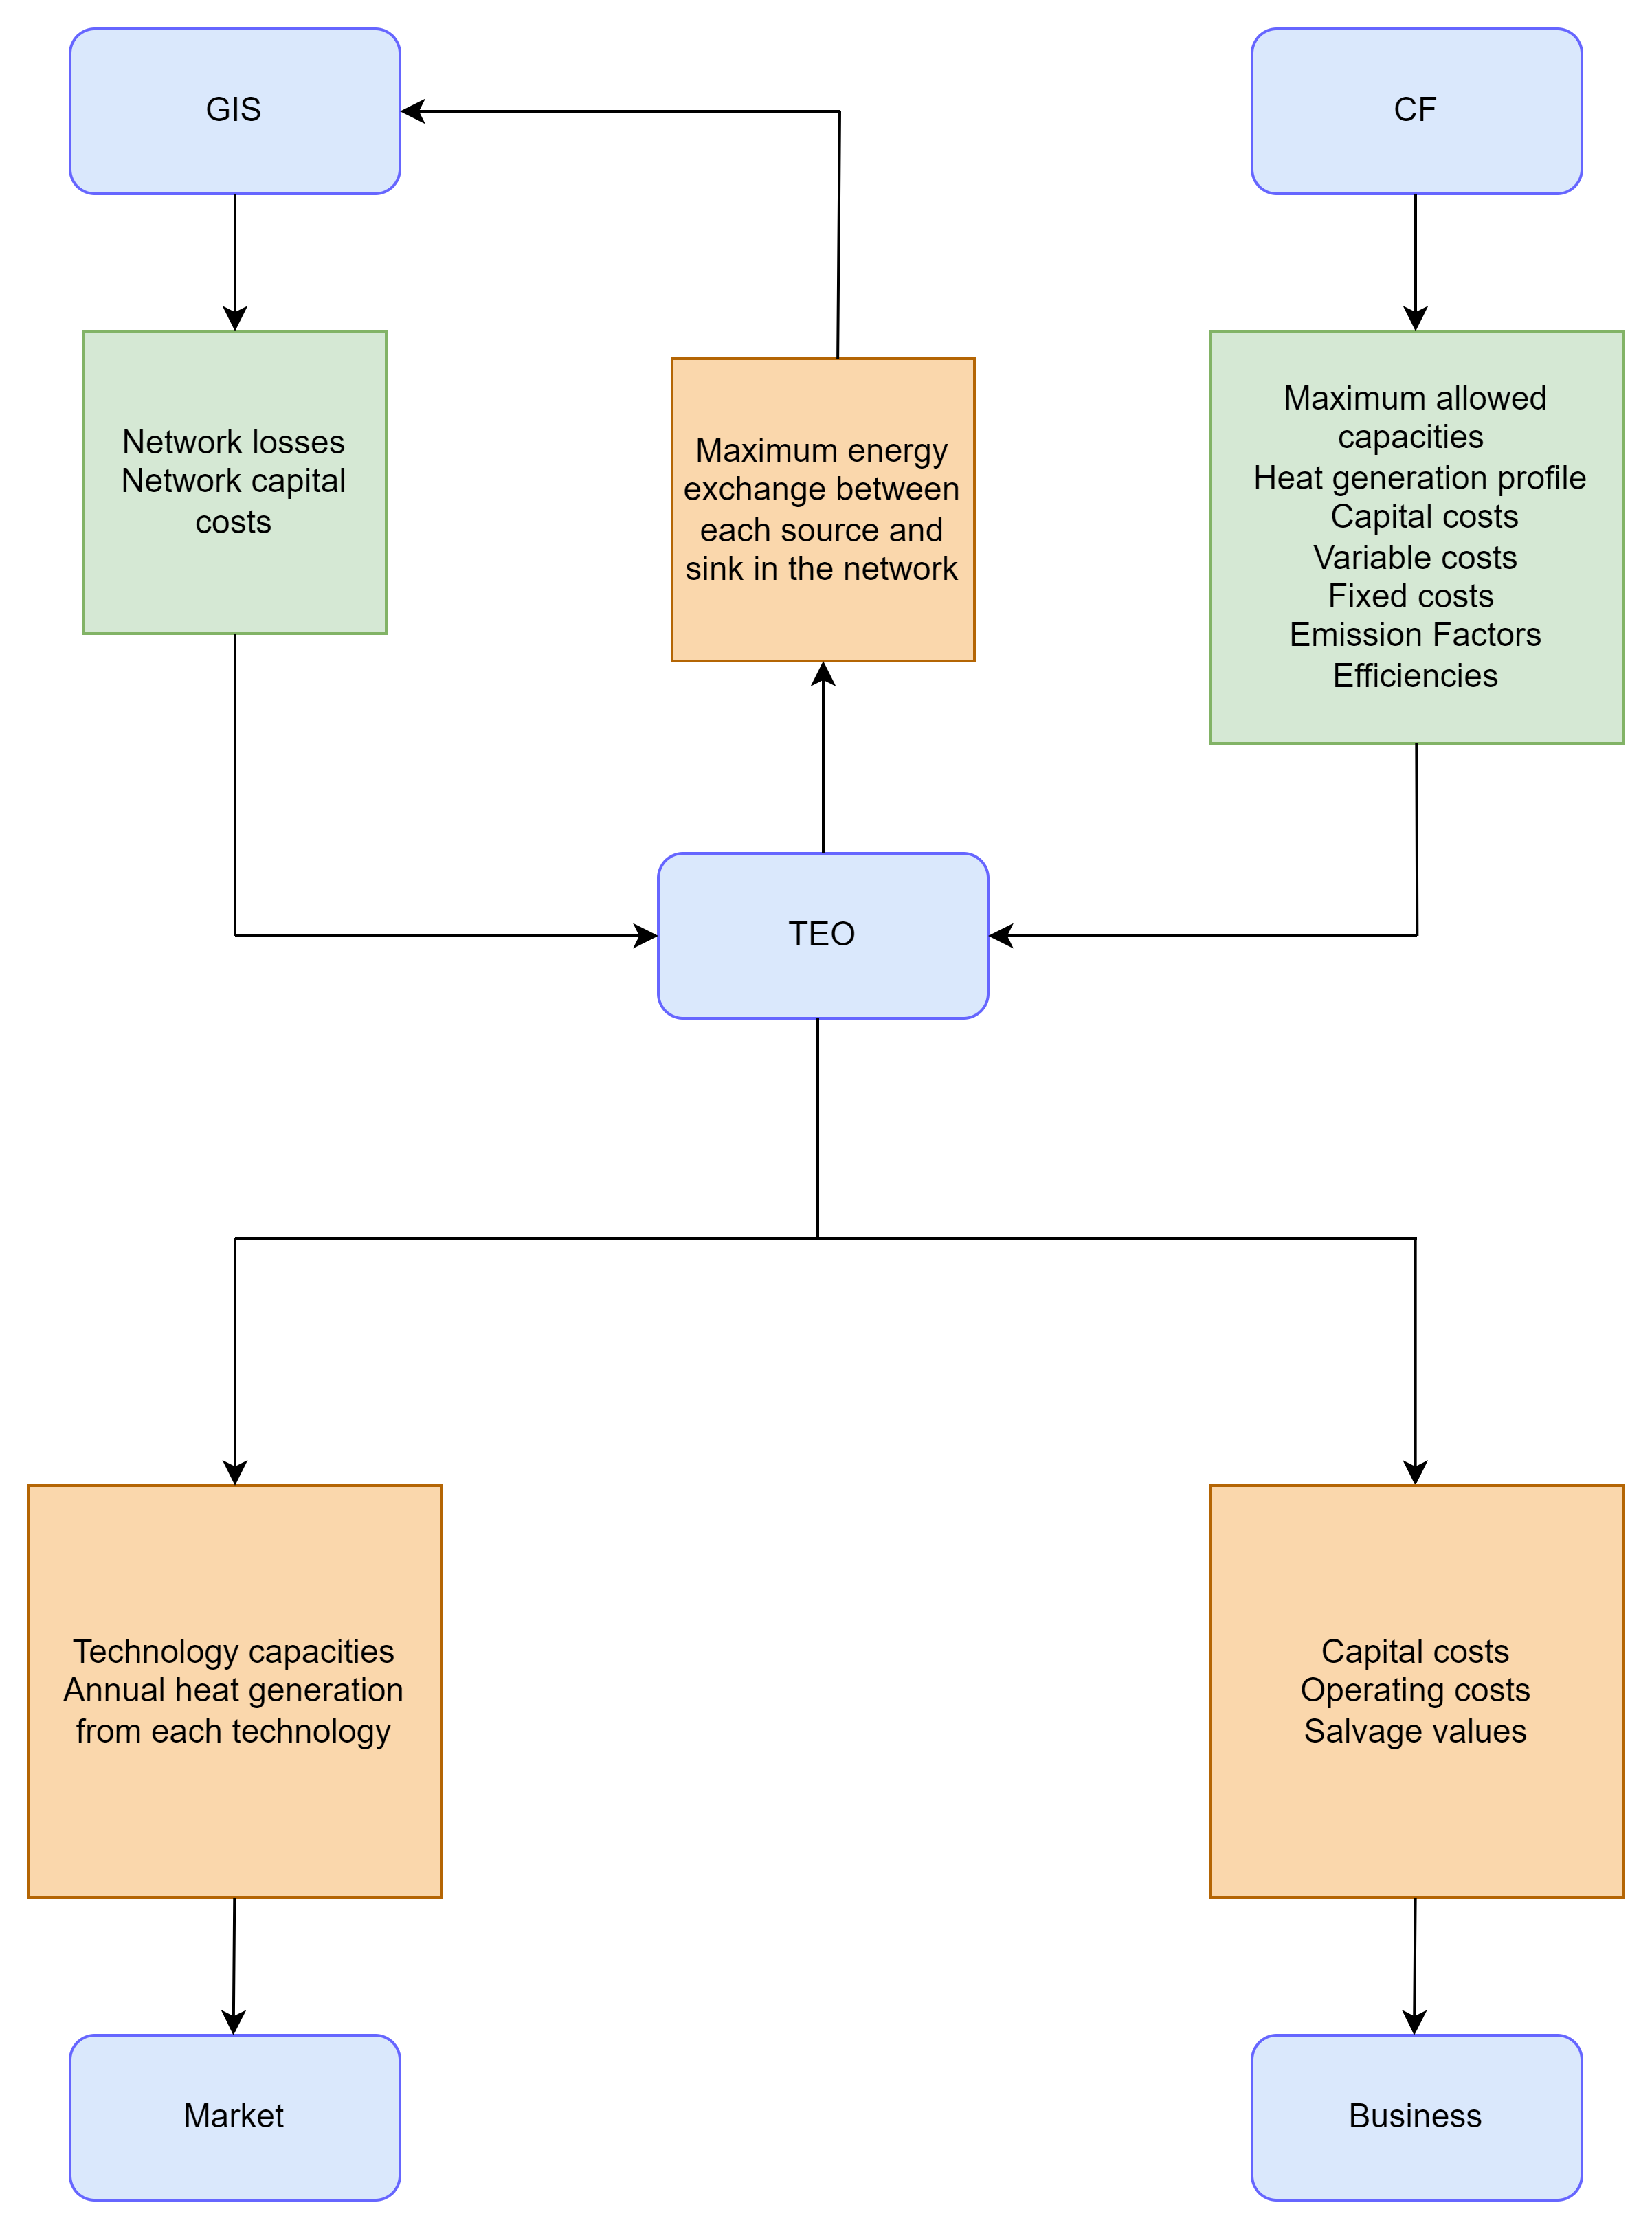 GIS
CF
Network losses
Network capital
costs
Maximum energy
exchange between
each source and
sink in the network
Maximum allowed
capacities
Heat generation profile
Capital costs
Variable costs
Fixed costs
Emission Factors
Efficiencies
TEO
Technology capacities
Annual heat generation
from each technology
Capital costs
Operating costs
Salvage values
Market
Business